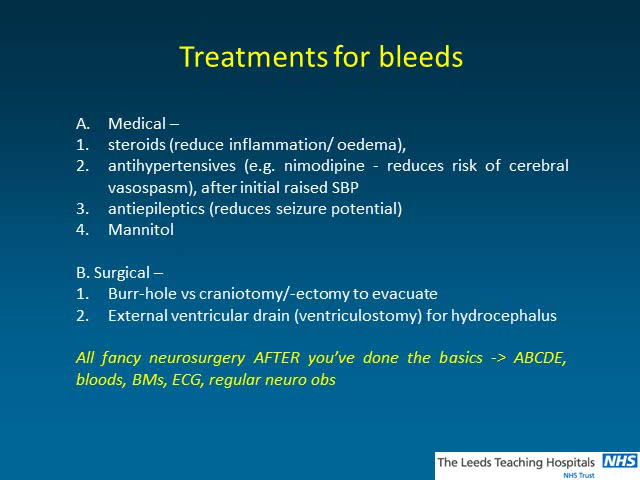 Treatments for bleeds
A. Medical –
1. steroids (reduce inflammation/ oedema),
2. antihypertensives (e.g. nimodipine - reduces risk of cerebral
vasospasm), after initial raised SBP
3. antiepileptics (reduces seizure potential)
4. Mannitol
B. Surgical –
1. Burr-hole vs craniotomy/-ectomy to evacuate
2. External ventricular drain (ventriculostomy) for hydrocephalus
All fancy neurosurgery AFTER you've done the basics -> ABCDE,
bloods, BMs, ECG, regular neuro obs
The Leeds Teaching Hospitals NHS
NHS Trust